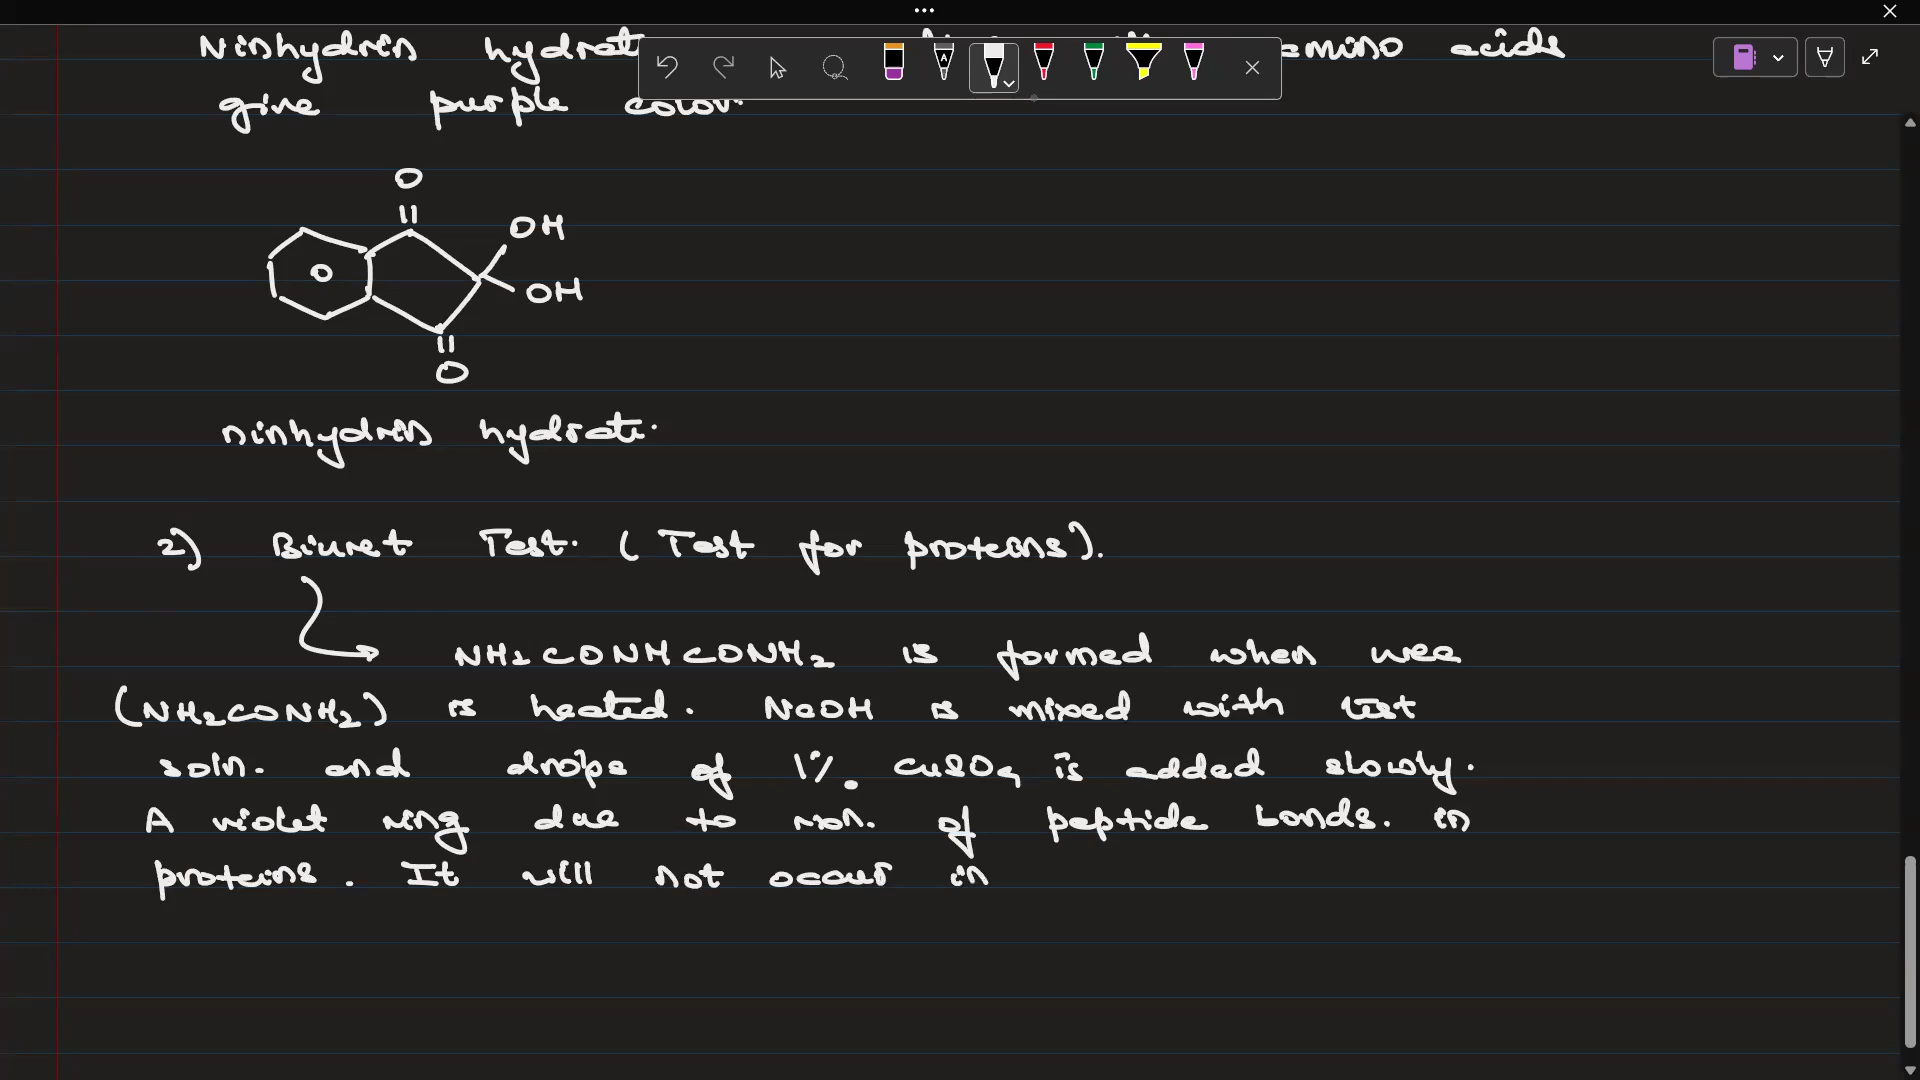 Ninhydrin hydrat amino acids
give purple color.
O
OH
OH
O
ninhydrin hydrate.
2) Biuret Test. (Test for proteins).
NH2CONHCONH2 is formed when urea
(NH2CONH2) is heated. NaOH is mixed with test
soln. and drops of 1%. CuSO4 is added slowly.
A violet ring due to rxn. of peptide bonds. in
proteins. It will not occur in